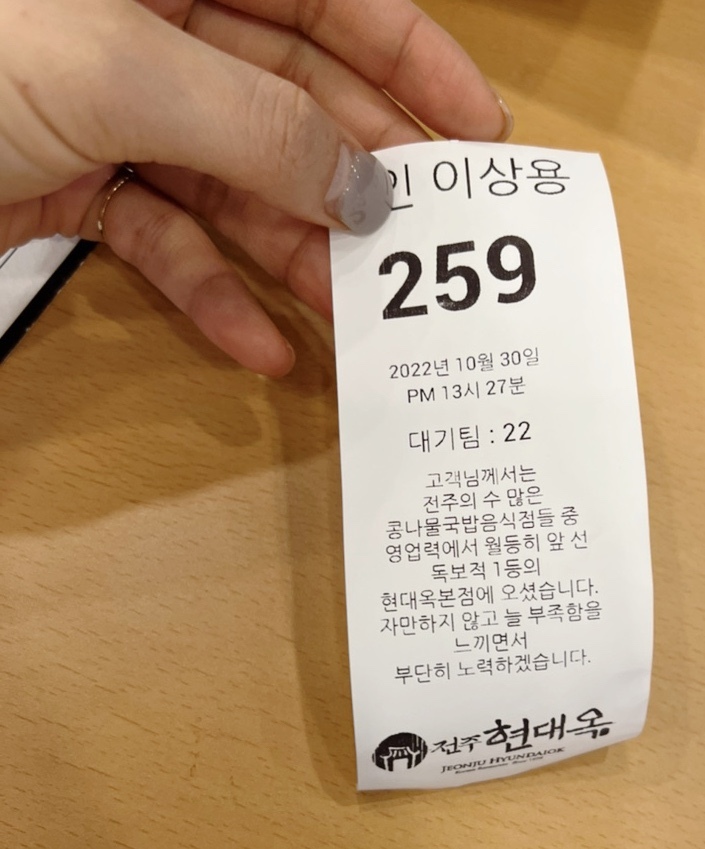 인 이상용
259
2022년 10월 30일
PM 13시 27분
대기팀 : 22
고객님께서는
전주의 수 많은
콩나물국밥음식점들 중
영업력에서 월등히 앞 선
독보적 1등의
현대옥본점에 오셨습니다.
자만하지 않고 늘 부족함을
느끼면서
부단히 노력하겠습니다.
전주 현대옥
JEONJU HYUNDAIOK